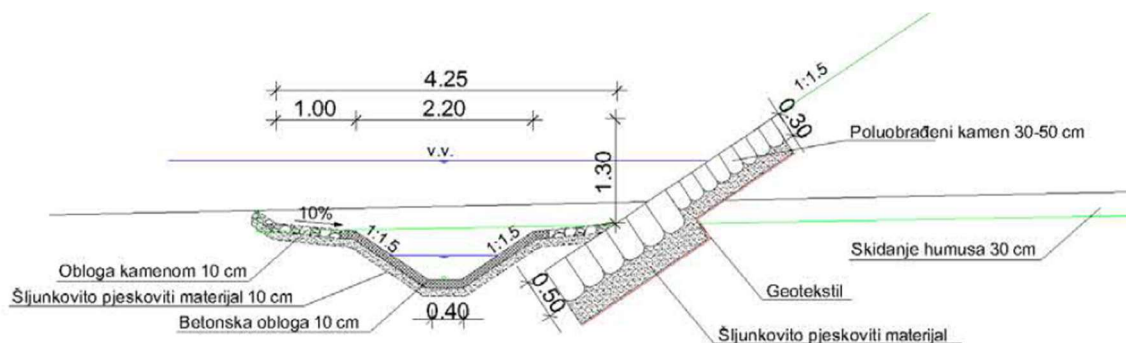 4.25
1:1.5
1.00
2.20
0.30
Poluobrađeni kamen 30-50 cm
v.v.
1.30
10%
1:1.5
1:1.5
Skidanje humusa 30 cm
Obloga kamenom 10 cm
Šljunkovito pjeskoviti materijal 10 cm
Geotekstil
0.50
Betonska obloga 10 cm
0.40
Šljunkovito pjeskoviti materijal